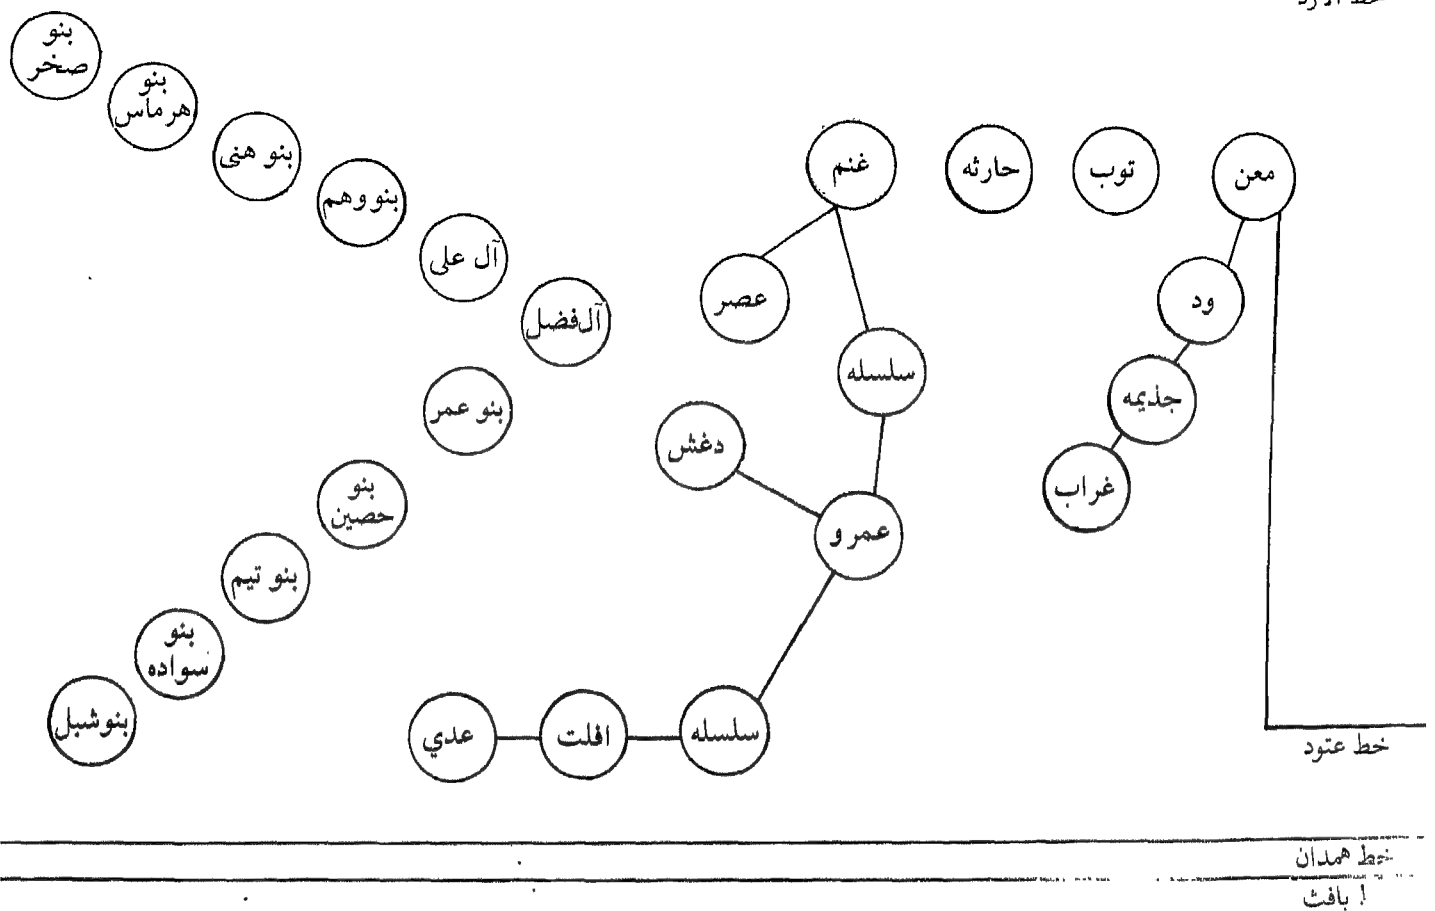 معن
توب
حارثه
غنم
ود
جذيمه
غراب
عصر
سلسله
دغش
عمرو
سلسله
افلت
عدي
بنو
صخر
بنو
هرماس
بنو هنى
بنو وهم
آل على
آل فضل
بنو عمر
بنو
حصين
بنو تيم
بنو
سواده
بنو شبل
خط عتود
خط همدان